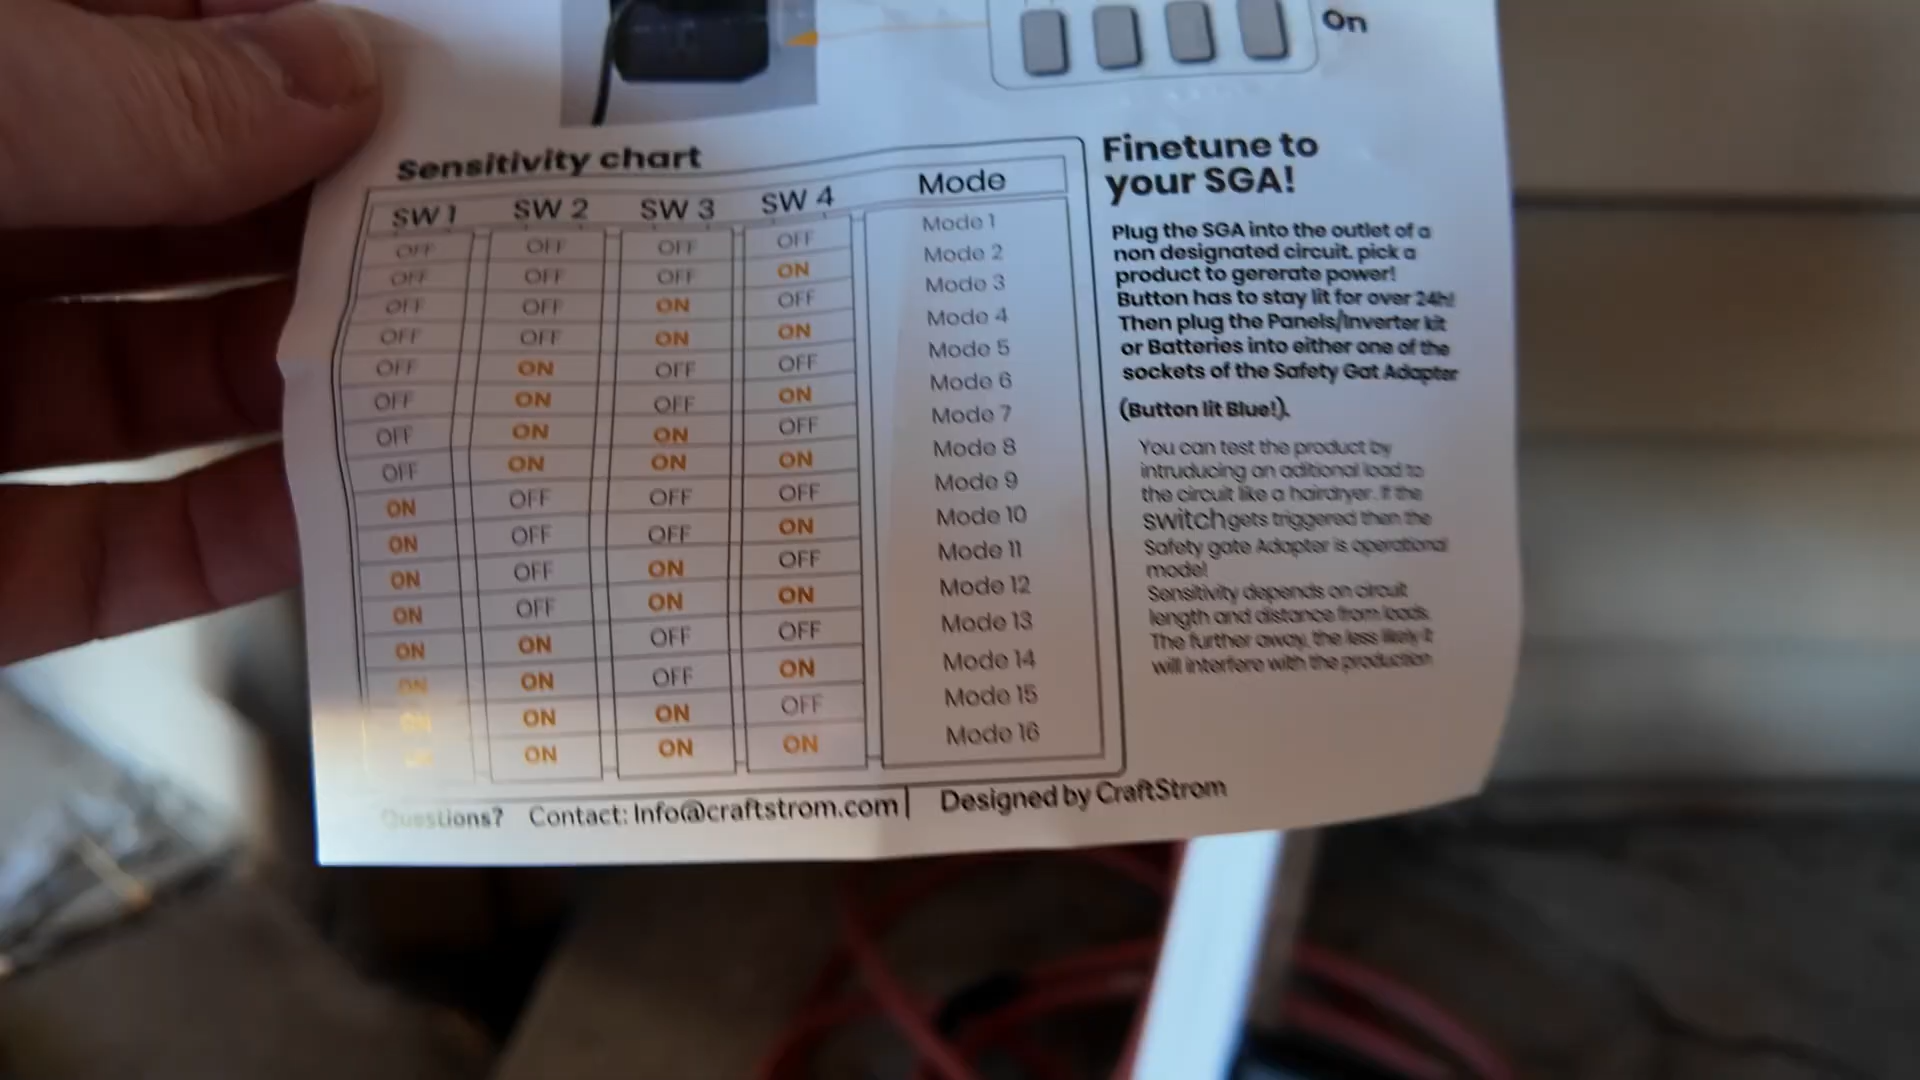 On
Sensitivity chart
SW 1 SW 2 SW 3 SW 4 Mode
OFF OFF OFF OFF Mode 1
OFF OFF OFF ON Mode 2
OFF OFF ON OFF Mode 3
OFF OFF ON ON Mode 4
OFF ON OFF OFF Mode 5
OFF ON OFF ON Mode 6
OFF ON ON OFF Mode 7
OFF ON ON ON Mode 8
ON OFF OFF OFF Mode 9
ON OFF OFF ON Mode 10
ON OFF ON OFF Mode 11
ON OFF ON ON Mode 12
ON ON OFF OFF Mode 13
ON ON OFF ON Mode 14
ON ON ON OFF Mode 15
ON ON ON Mode 16
Finetune to
your SGA!
Plug the SGA into the outlet of a
non designated circuit. pick a
product to gererate power!
Button has to stay lit for over 24h!
Then plug the Panels/Inverter kit
or Batteries into either one of the
sockets of the Safety Gat Adapter
(Button lit Blue!).
You can test the product by
intruducing an aditional load to
the circuit like a hairdryer. If the
switch gets triggered then the
Safety gate Adapter is operational
mode!
Sensitivity depends on circuit
length and distance from loads.
The further away, the less likely it
will interfere with the production
Questions? Contact: Info@craftstrom.com | Designed by CraftStrom